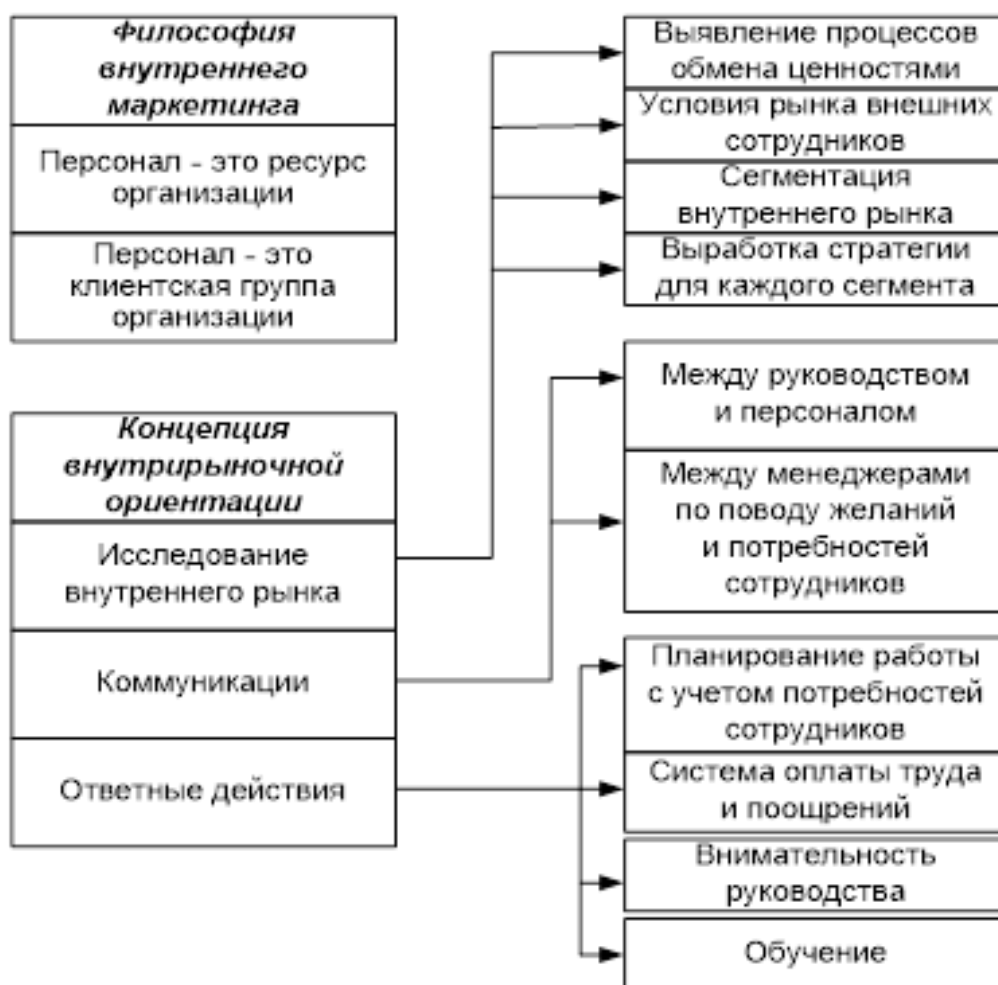 Философия
внутреннего
маркетинга
Персонал - это ресурс
организации
Персонал - это
клиентская группа
организации
Концепция
внутрирыночной
ориентации
Исследование
внутреннего рынка
Коммуникации
Ответные действия
Выявление процессов
обмена ценностями
Условия рынка внешних
сотрудников
Сегментация
внутреннего рынка
Выработка стратегии
для каждого сегмента
Между руководством
и персоналом
Между менеджерами
по поводу желаний
и потребностей
сотрудников
Планирование работы
с учетом потребностей
сотрудников
Система оплаты труда
и поощрений
Внимательность
руководства
Обучение